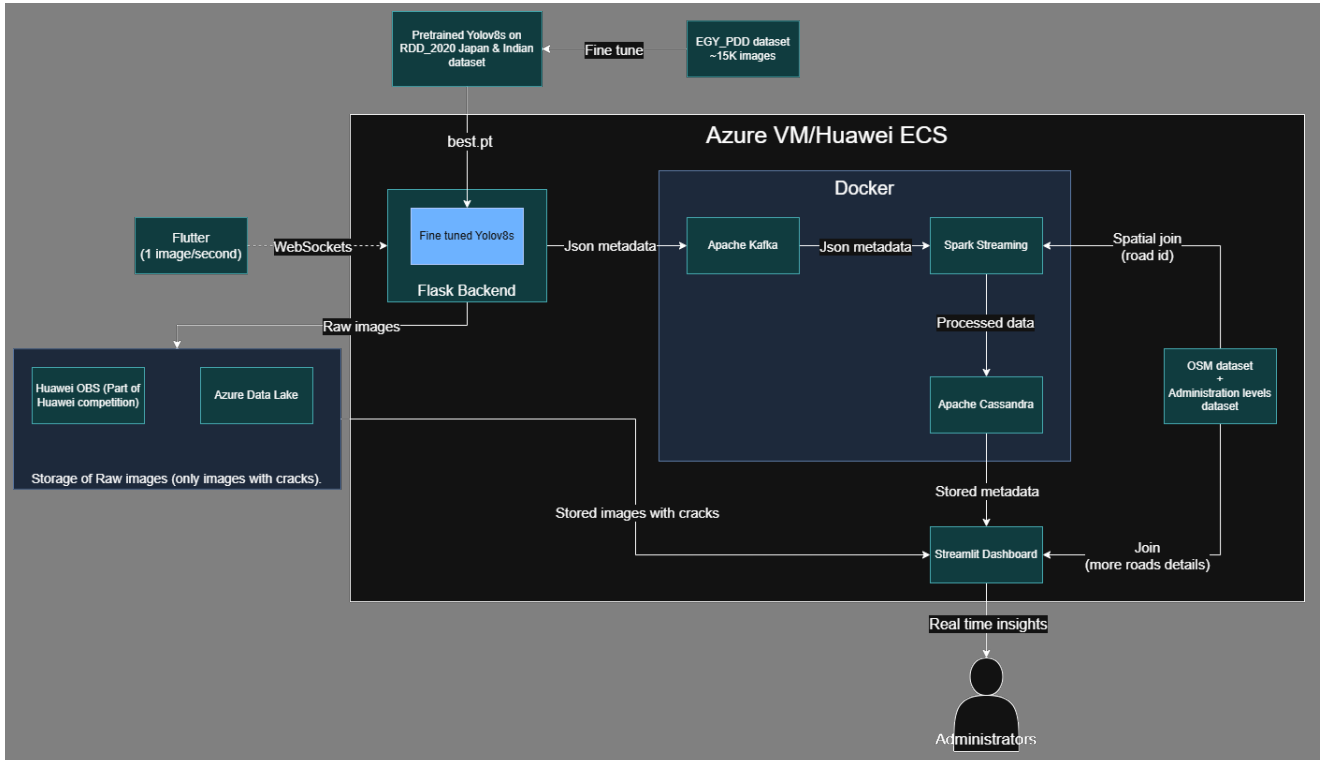 Pretrained Yolov8s on
RDD_2020 Japan & Indian
dataset
Fine tune
EGY_PDD dataset
~15K images
best.pt
Azure VM/Huawei ECS
Docker
Flutter
(1 image/second)
WebSockets
Fine tuned Yolov8s
Flask Backend
Json metadata
Apache Kafka
Json metadata
Spark Streaming
Spatial join
(road id)
Raw images
Processed data
Huawei OBS (Part of
Huawei competition)
Azure Data Lake
Storage of Raw images (only images with cracks).
Apache Cassandra
OSM dataset
+
Administration levels
dataset
Stored metadata
Stored images with cracks
Streamlit Dashboard
Join
(more roads details)
Real time insights
Administrators